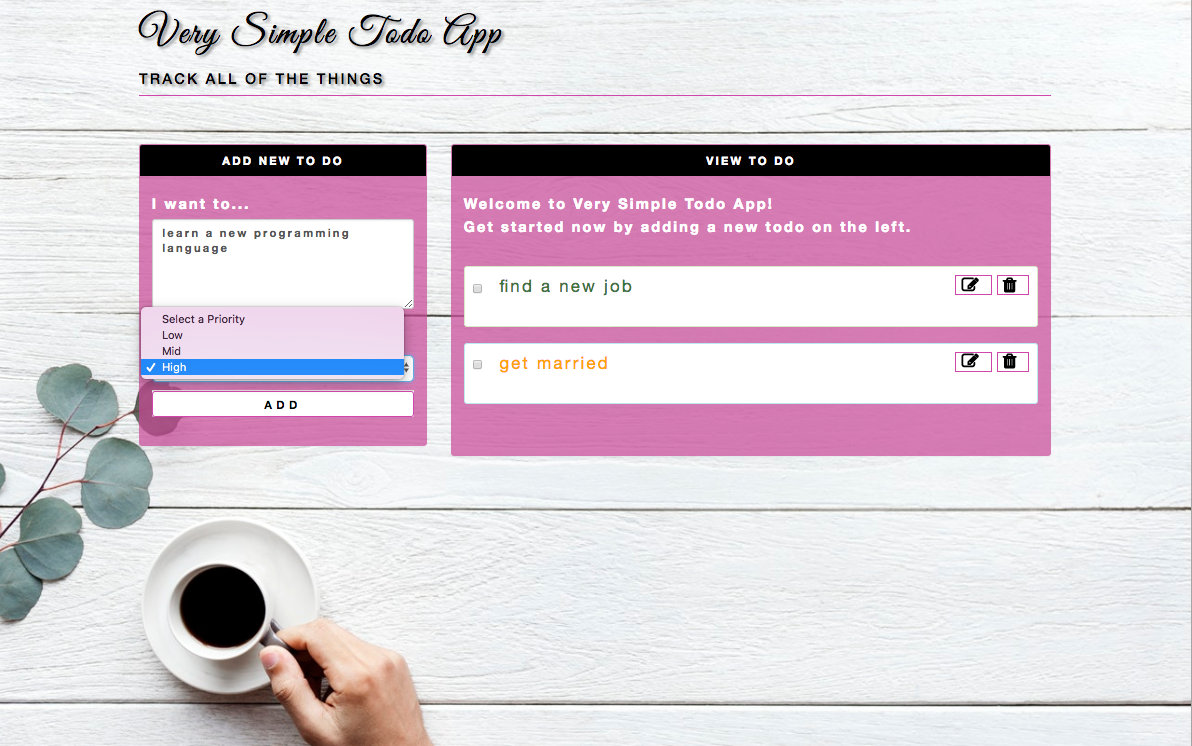 Very Simple Todo App
TRACK ALL OF THE THINGS
ADD NEW TO DO
I want to...
learn a new programming
language
Select a Priority
Low
Mid
High
ADD
VIEW TO DO
Welcome to Very Simple Todo App!
Get started now by adding a new todo on the left.
find a new job
get married